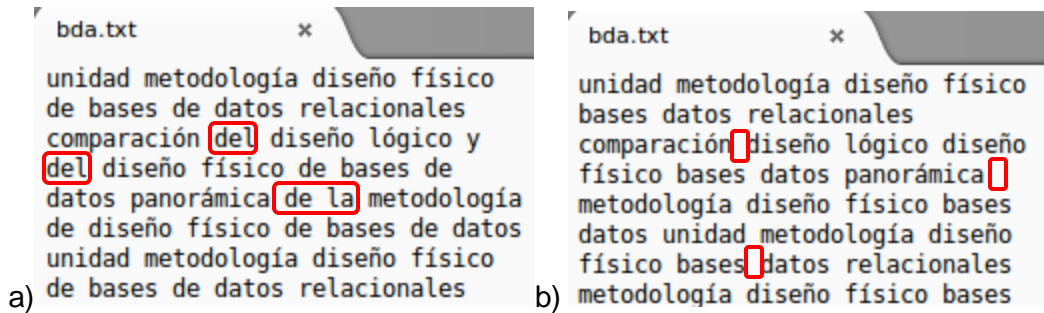 bda.txt ×
unidad metodología diseño físico
de bases de datos relacionales
comparación del diseño lógico y
del diseño físico de bases de
datos panorámica de la metodología
de diseño físico de bases de datos
unidad metodología diseño físico
a) de bases de datos relacionales
bda.txt ×
unidad metodología diseño físico
bases datos relacionales
comparación diseño lógico diseño
físico bases datos panorámica
metodología diseño físico bases
datos unidad metodología diseño
físico bases datos relacionales
b) metodología diseño físico bases